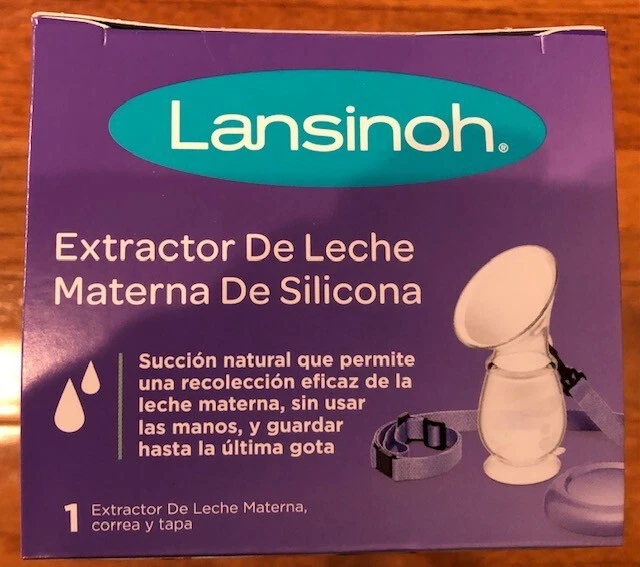 Lansinoh®
Extractor De Leche
Materna De Silicona
Succión natural que permite
una recolección eficaz de la
leche materna, sin usar
las manos, y guardar
hasta la última gota
1 Extractor De Leche Materna,
correa y tapa